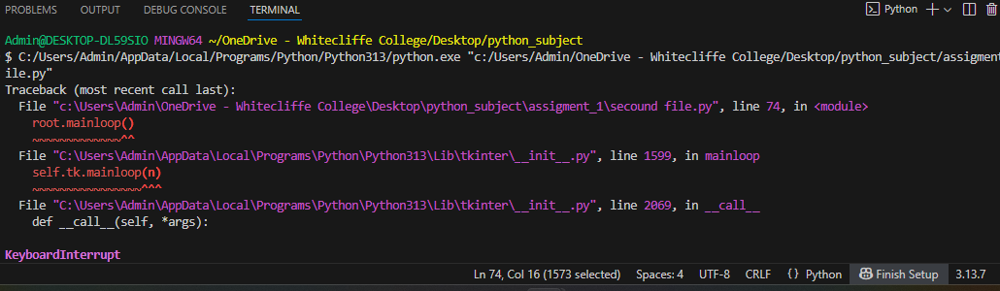 PROBLEMS OUTPUT DEBUG CONSOLE TERMINAL Python
Admin@DESKTOP-DL59SIO MINGW64 ~/OneDrive - Whitecliffe College/Desktop/python_subject
$ C:/Users/Admin/AppData/Local/Programs/Python/Python313/python.exe "c:/Users/Admin/OneDrive - Whitecliffe College/Desktop/python_subject/assigment
ile.py"
Traceback (most recent call last):
File "c:\Users\Admin\OneDrive - Whitecliffe College\Desktop\python_subject\assigment_1\secound file.py", line 74, in <module>
root.mainloop()
~~~~~~~~~~~~~^^
File "C:\Users\Admin\AppData\Local\Programs\Python\Python313\Lib\tkinter\__init__.py", line 1599, in mainloop
self.tk.mainloop(n)
~~~~~~~~~~~~~~~~^^^
File "C:\Users\Admin\AppData\Local\Programs\Python\Python313\Lib\tkinter\__init__.py", line 2069, in __call__
def __call__(self, *args):
KeyboardInterrupt
Ln 74, Col 16 (1573 selected) Spaces: 4 UTF-8 CRLF {} Python Finish Setup 3.13.7